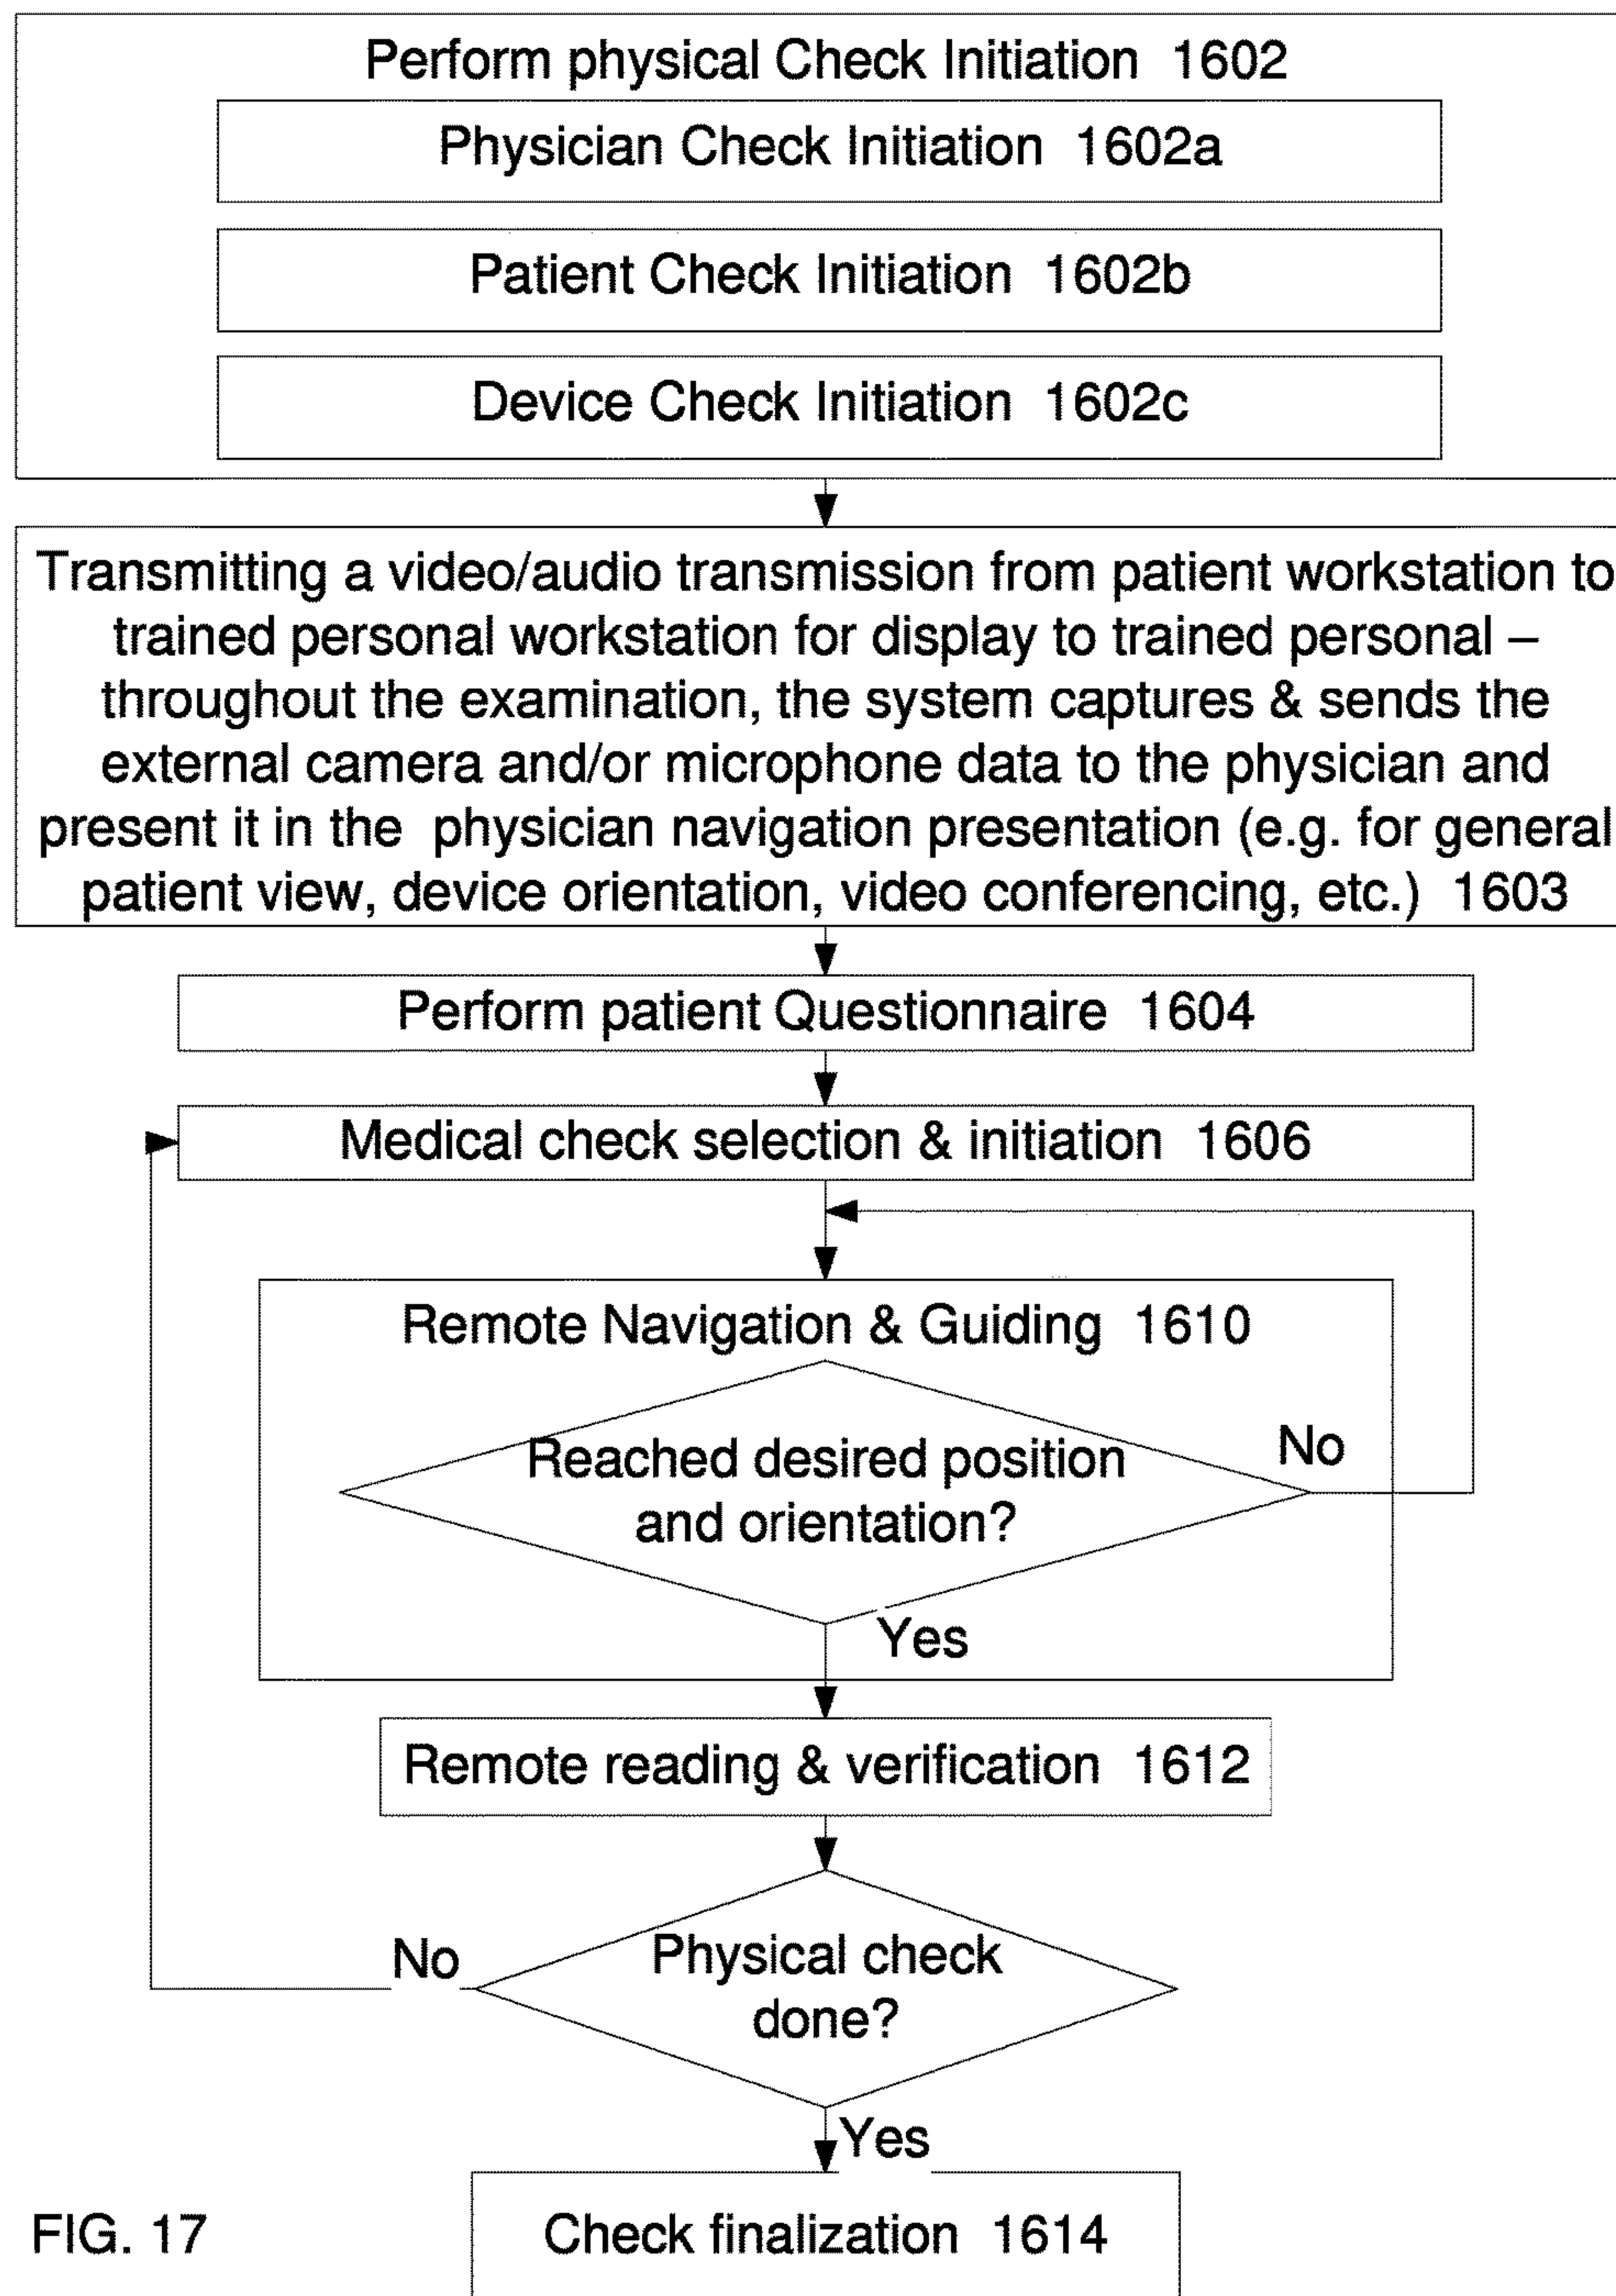 Perform physical Check Initiation 1602
Physician Check Initiation 1602a
Patient Check Initiation 1602b
Device Check Initiation 1602c
Transmitting a video/audio transmission from patient workstation to
trained personal workstation for display to trained personal –
throughout the examination, the system captures & sends the
external camera and/or microphone data to the physician and
present it in the physician navigation presentation (e.g. for general
patient view, device orientation, video conferencing, etc.) 1603
Perform patient Questionnaire 1604
Medical check selection & initiation 1606
Remote Navigation & Guiding 1610
Reached desired position
and orientation?
No
Yes
Remote reading & verification 1612
Physical check
done?
No
Yes
Check finalization 1614
FIG. 17